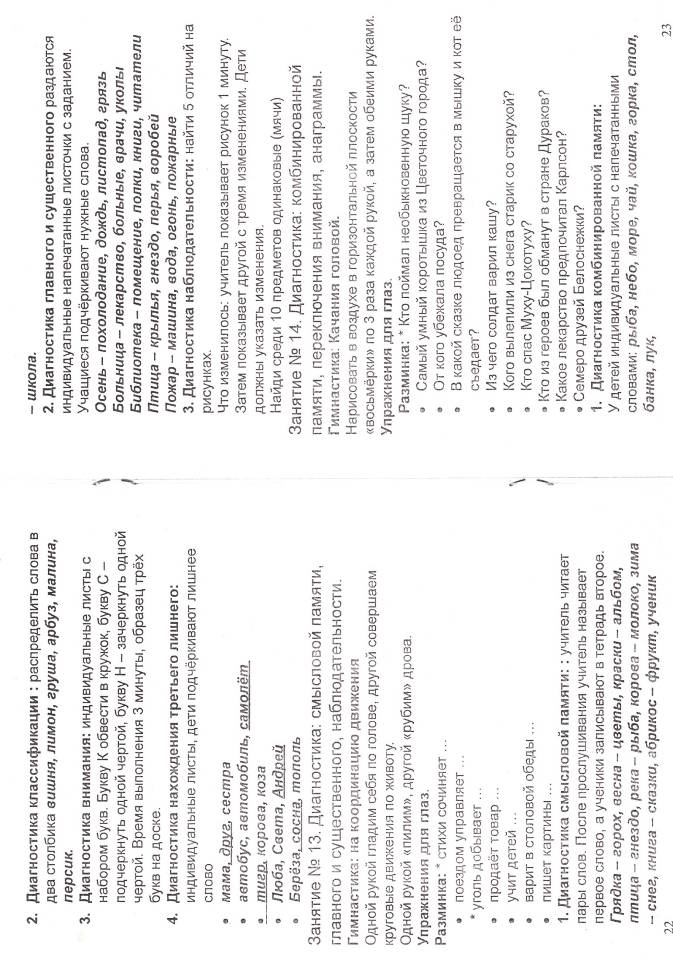 2. Диагностика классификации : распределить слова в
два столбика вишня, лимон, груша, арбуз, малина,
персик.
3. Диагностика внимания: индивидуальные листы с
набором букв. Букву К обвести в кружок, букву С –
подчеркнуть одной чертой, букву Н – зачеркнуть одной
чертой. Время выполнения 3 минуты, образец трёх
букв на доске.
4. Диагностика нахождения третьего лишнего:
индивидуальные листы, дети подчёркивают лишнее
слово
• мама, друг, сестра
• автобус, автомобиль, самолёт
• тигр, корова, коза
• Люба, Света, Андрей
• Берёза, сосна, тополь
Занятие № 13. Диагностика: смысловой памяти,
главного и существенного, наблюдательности.
Гимнастика: на координацию движения
Одной рукой гладим себя по голове, другой совершаем
круговые движения по животу.
Одной рукой «пилим», другой «рубим» дрова.
Упражнения для глаз.
Разминка: * стихи сочиняет ...
• поездом управляет ...
* уголь добывает ...
• продаёт товар ...
• учит детей ...
• варит в столовой обеды ...
• пишет картины ...
1. Диагностика смысловой памяти: : учитель читает
пары слов. После прослушивания учитель называет
первое слово, а ученики записывают в тетрадь второе.
Грядка – горох, весна – цветы, краски – альбом,
птица – гнездо, река – рыба, корова – молоко, зима
– снег, книга – сказки, абрикос – фрукт, ученик
22
– школа.
2. Диагностика главного и существенного раздаются
индивидуальные напечатанные листочки с заданием.
Учащиеся подчёркивают нужные слова.
Осень – похолодание, дождь, листопад, грязь
Больница – лекарство, больные, врачи, уколы
Библиотека – помещение, полки, книги, читатели
Птица – крылья, гнездо, перья, воробей
Пожар – машина, вода, огонь, пожарные
3. Диагностика наблюдательности: найти 5 отличий на
рисунках.
Что изменилось: учитель показывает рисунок 1 минуту.
Затем показывает другой с тремя изменениями. Дети
должны указать изменения.
Найди среди 10 предметов одинаковые (мячи)
Занятие № 14. Диагностика: комбинированной
памяти, переключения внимания, анаграммы.
Гимнастика: Качания головой.
Нарисовать в воздухе в горизонтальной плоскости
«восьмёрки» по 3 раза каждой рукой, а затем обеими руками.
Упражнения для глаз.
Разминка: * Кто поймал необыкновенную щуку?
• Самый умный коротышка из Цветочного города?
• От кого убежала посуда?
• В какой сказке людоед превращается в мышку и кот её
съедает?
• Из чего солдат варил кашу?
• Кого вылепили из снега старик со старухой?
• Кто спас Муху-Цокотуху?
• Кто из героев был обманут в стране Дураков?
• Какое лекарство предпочитал Карлсон?
• Семеро друзей Белоснежки?
1. Диагностика комбинированной памяти:
У детей индивидуальные листы с напечатанными
словами: рыба, небо, море, чай, кошка, горка, стол,
банка, лук,
23